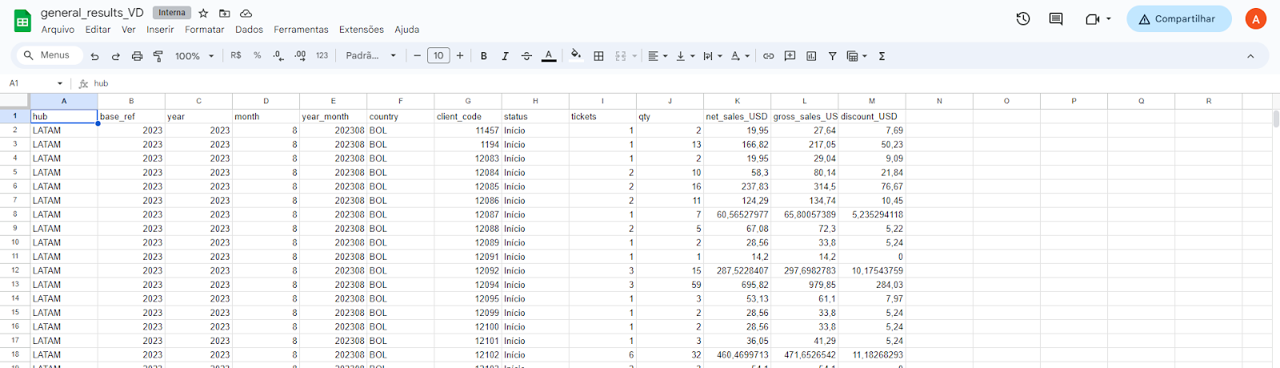 general_results_VD Interna
Arquivo Editar Ver Inserir Formatar Dados Ferramentas Extensões Ajuda
Compartilhar
A
Menus 100% R$ % .0 .00 123 Padrã... − 10 + B I S A Σ
A1 fx hub
A B C D E F G H I J K L M N O P Q R
1 hub base_ref year month year_month country client_code status tickets qty net_sales_USD gross_sales_US discount_USD
2 LATAM 2023 2023 8 202308 BOL 11457 Início 1 2 19,95 27,64 7,69
3 LATAM 2023 2023 8 202308 BOL 1194 Início 1 13 166,82 217,05 50,23
4 LATAM 2023 2023 8 202308 BOL 12083 Início 1 2 19,95 29,04 9,09
5 LATAM 2023 2023 8 202308 BOL 12084 Início 2 10 58,3 80,14 21,84
6 LATAM 2023 2023 8 202308 BOL 12085 Início 2 16 237,83 314,5 76,67
7 LATAM 2023 2023 8 202308 BOL 12086 Início 2 11 124,29 134,74 10,45
8 LATAM 2023 2023 8 202308 BOL 12087 Início 1 7 60,56527977 65,80057389 5,235294118
9 LATAM 2023 2023 8 202308 BOL 12088 Início 2 5 67,08 72,3 5,22
10 LATAM 2023 2023 8 202308 BOL 12089 Início 1 2 28,56 33,8 5,24
11 LATAM 2023 2023 8 202308 BOL 12091 Início 1 1 14,2 14,2 0
12 LATAM 2023 2023 8 202308 BOL 12092 Início 3 15 287,5228407 297,6982783 10,17543759
13 LATAM 2023 2023 8 202308 BOL 12094 Início 3 59 695,82 979,85 284,03
14 LATAM 2023 2023 8 202308 BOL 12095 Início 1 3 53,13 61,1 7,97
15 LATAM 2023 2023 8 202308 BOL 12099 Início 1 2 28,56 33,8 5,24
16 LATAM 2023 2023 8 202308 BOL 12100 Início 1 2 28,56 33,8 5,24
17 LATAM 2023 2023 8 202308 BOL 12101 Início 1 3 36,05 41,29 5,24
18 LATAM 2023 2023 8 202308 BOL 12102 Início 6 32 460,4699713 471,6526542 11,18268293